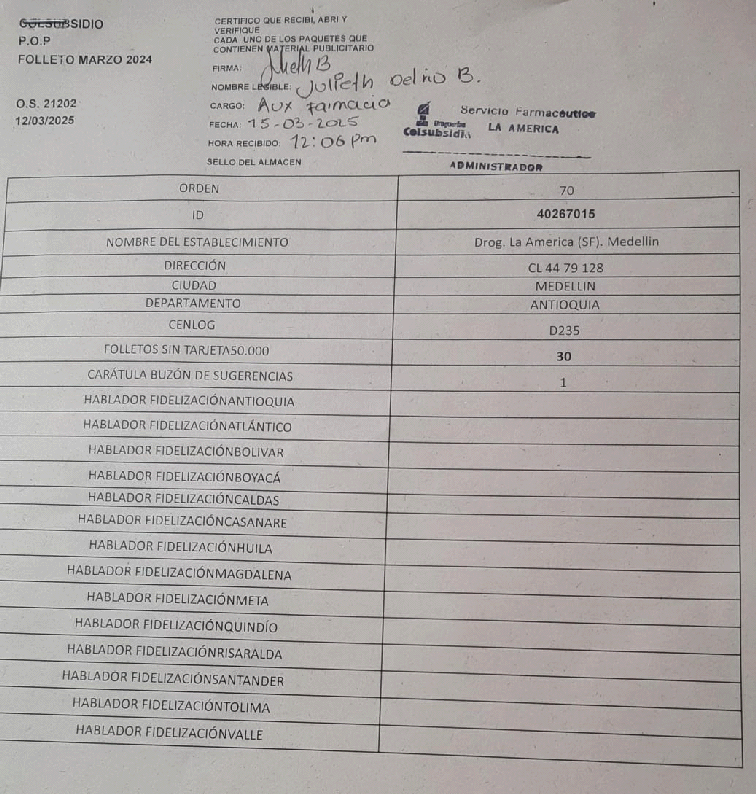 COLSUBSIDIO
P.O.P
FOLLETO MARZO 2024
O.S. 21202
12/03/2025
CERTIFICO QUE RECIBI, ABRI Y
VERIFIQUE
CADA UNO DE LOS PAQUETES QUE
CONTIENEN MATERIAL PUBLICITARIO
FIRMA:
NOMBRE LEGIBLE: Julieth Del rio B.
CARGO: Aux farmacia
FECHA: 15-03-2025
HORA RECIBIDO: 12:06 pm
SELLO DEL ALMACEN
Droguerías
Colsubsidio
Servicio Farmacéutico
LA AMERICA
ADMINISTRADOR
ORDEN 70
ID 40267015
NOMBRE DEL ESTABLECIMIENTO Drog. La America (SF). Medellin
DIRECCIÓN CL 44 79 128
CIUDAD MEDELLIN
DEPARTAMENTO ANTIOQUIA
CENLOG D235
FOLLETOS SIN TARJETA50.000 30
CARÁTULA BUZÓN DE SUGERENCIAS 1
HABLADOR FIDELIZACIÓNANTIOQUIA
HABLADOR FIDELIZACIÓNATLÁNTICO
HABLADOR FIDELIZACIÓNBOLIVAR
HABLADOR FIDELIZACIÓNBOYACÁ
HABLADOR FIDELIZACIÓNCALDAS
HABLADOR FIDELIZACIÓNCASANARE
HABLADOR FIDELIZACIÓNHUILA
HABLADOR FIDELIZACIÓNMAGDALENA
HABLADOR FIDELIZACIÓNMETA
HABLADOR FIDELIZACIÓNQUINDÍO
HABLADOR FIDELIZACIÓNRISARALDA
HABLADOR FIDELIZACIÓNSANTANDER
HABLADOR FIDELIZACIÓNTOLIMA
HABLADOR FIDELIZACIÓNVALLE